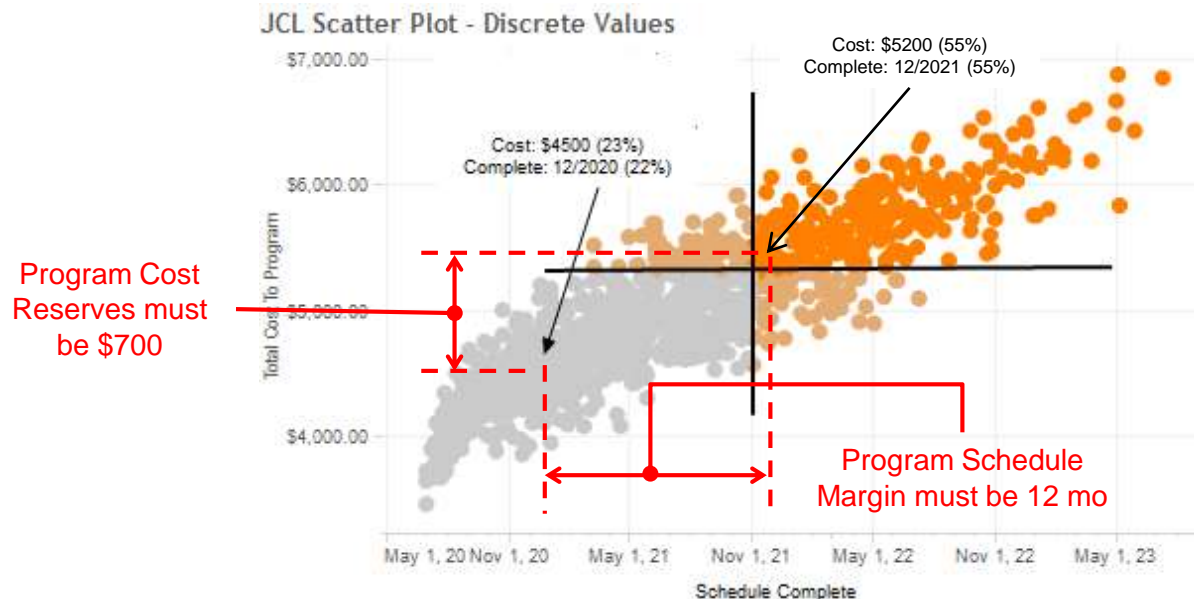 JCL Scatter Plot - Discrete Values
Cost: $5200 (55%)
Complete: 12/2021 (55%)
$7,000.00
Cost: $4500 (23%)
Complete: 12/2020 (22%)
$6,000.00
Program Cost
Reserves must
be $700
Total Cost To Program
$5,000.00
$4,000.00
Program Schedule
Margin must be 12 mo
May 1, 20 Nov 1, 20 May 1, 21 Nov 1, 21 May 1, 22 Nov 1, 22 May 1, 23
Schedule Complete